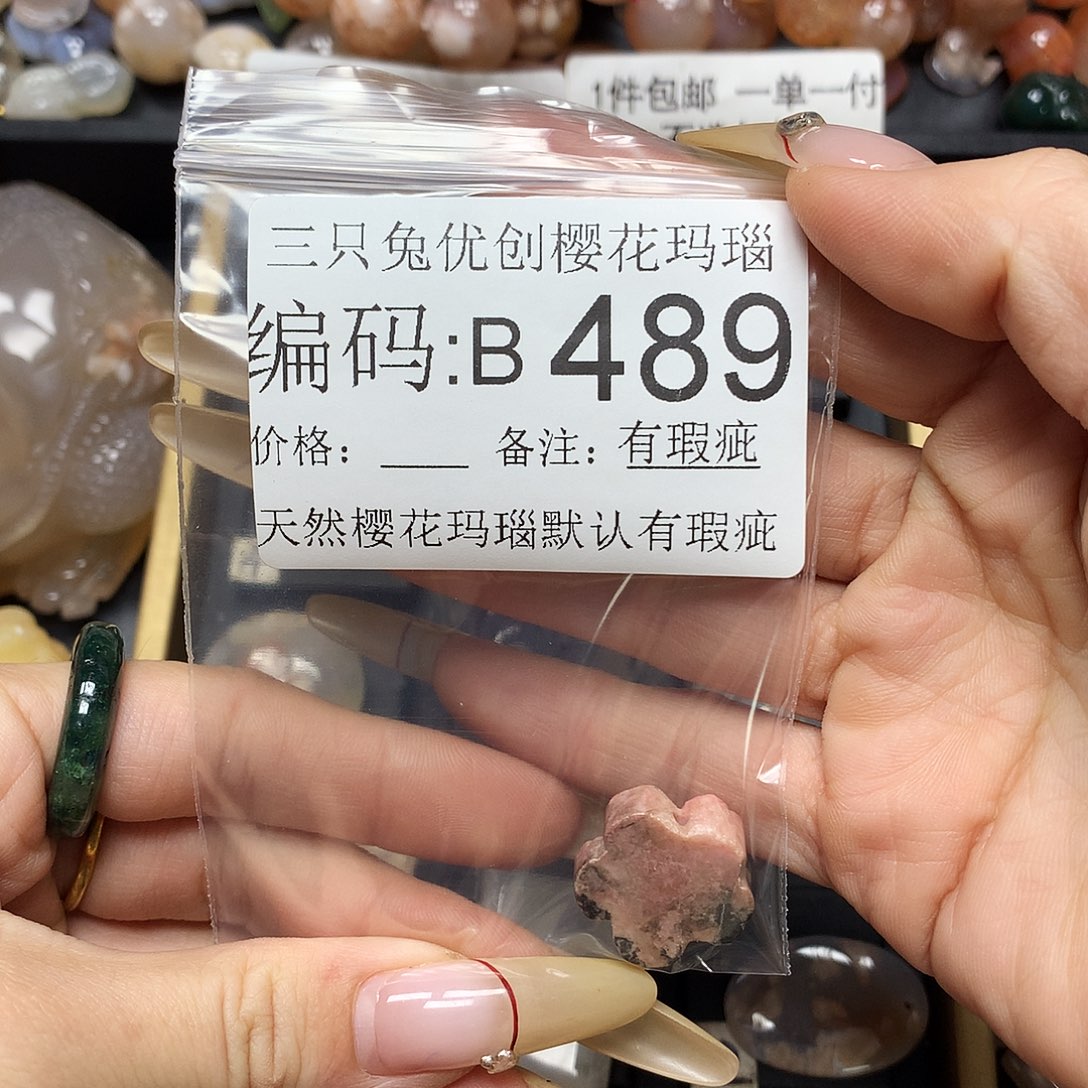 1件包邮 一单一付
三只兔优创樱花玛瑙
编码:B 489
价格：____ 备注：有瑕疵
天然樱花玛瑙默认有瑕疵